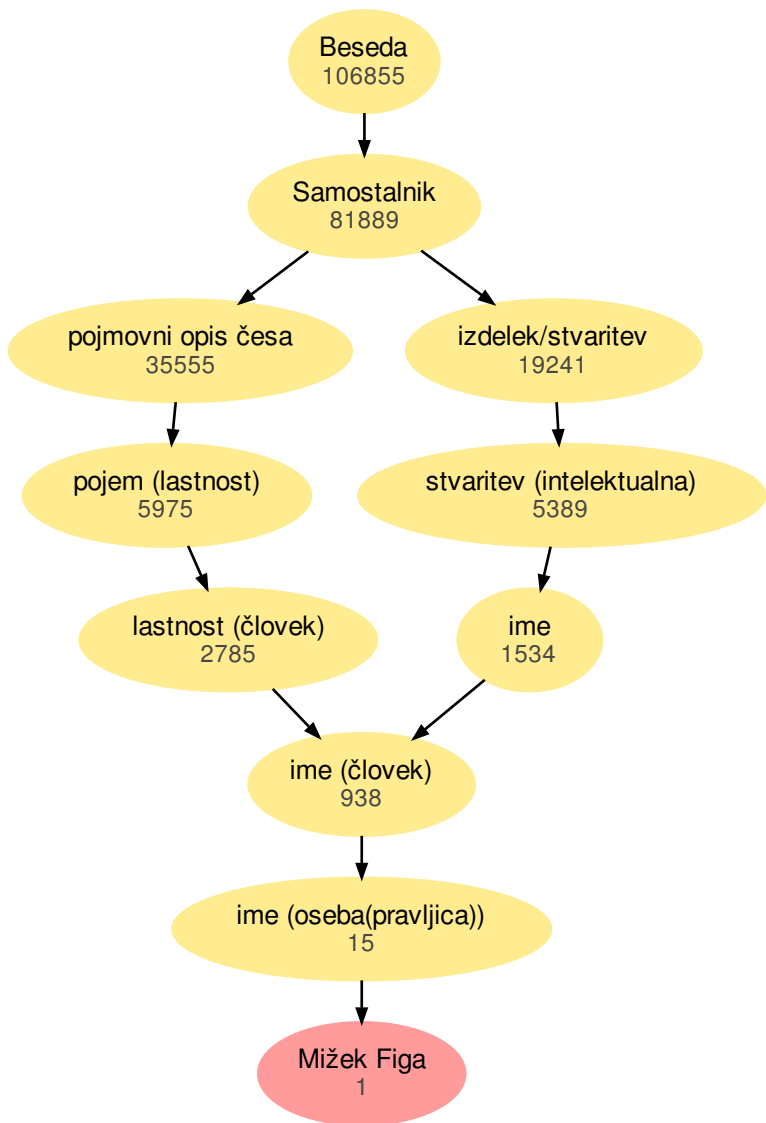 Beseda
106855
Samostalnik
81889
pojmovni opis česa
35555
izdelek/stvaritev
19241
pojem (lastnost)
5975
stvaritev (intelektualna)
5389
lastnost (človek)
2785
ime
1534
ime (človek)
938
ime (oseba(pravljica))
15
Mižek Figa
1